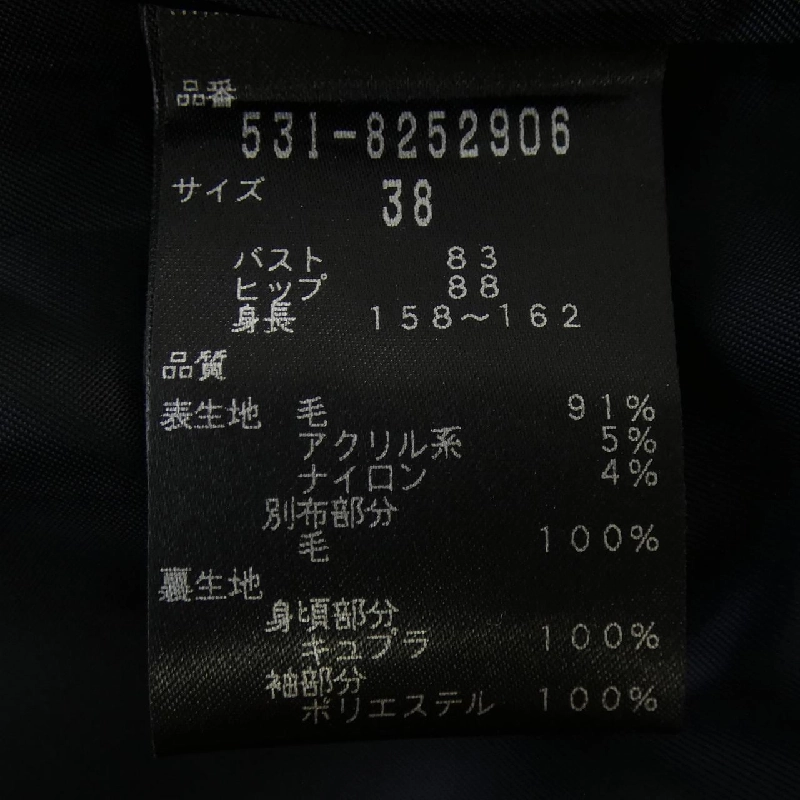 品番
531-8252906
サイズ 38
バスト 83
ヒップ 88
身長 158～162
品質
表生地 毛 91%
アクリル系 5%
ナイロン 4%
別布部分
毛 100%
裏生地
身頃部分
キュプラ 100%
袖部分
ポリエステル 100%